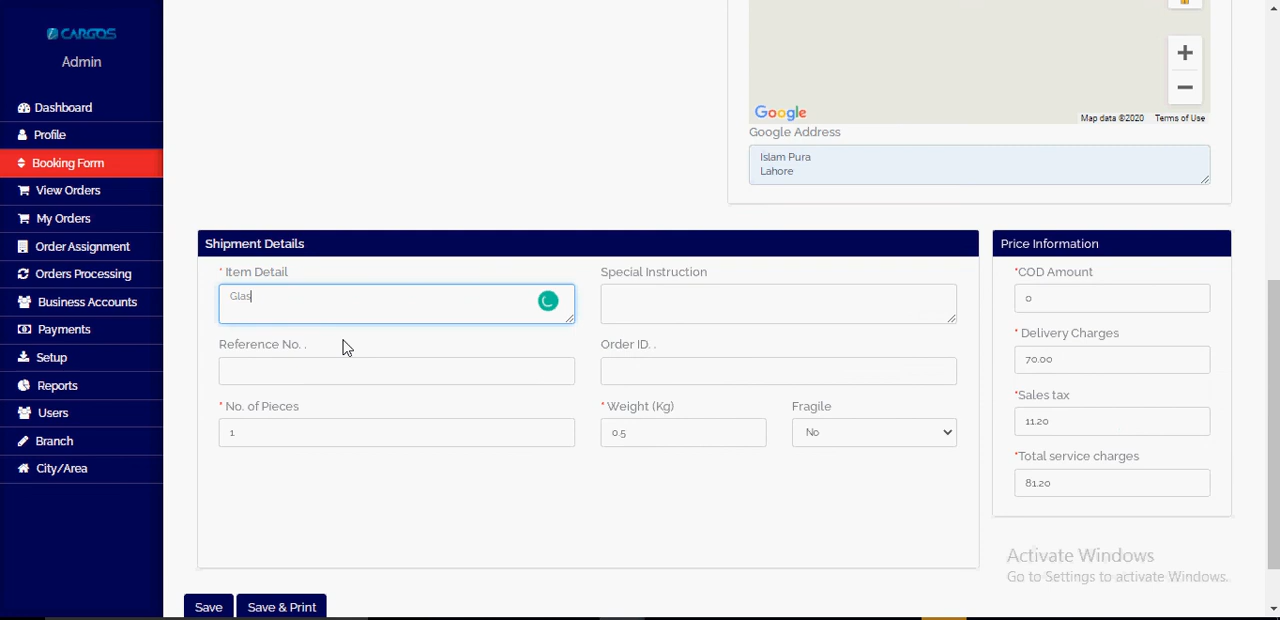 CARGOS
Admin
Dashboard
Profile
Booking Form
View Orders
My Orders
Order Assignment
Orders Processing
Business Accounts
Payments
Setup
Reports
Users
Branch
City/Area
Google
Map data ©2020 Terms of Use
Google Address
Islam Pura
Lahore
Shipment Details
* Item Detail
Special Instruction
Glas
Reference No. .
Order ID. .
* No. of Pieces
* Weight (Kg)
Fragile
1
0.5
No
Price Information
*COD Amount
0
* Delivery Charges
70.00
*Sales tax
11.20
*Total service charges
81.20
Activate Windows
Go to Settings to activate Windows.
Save
Save & Print